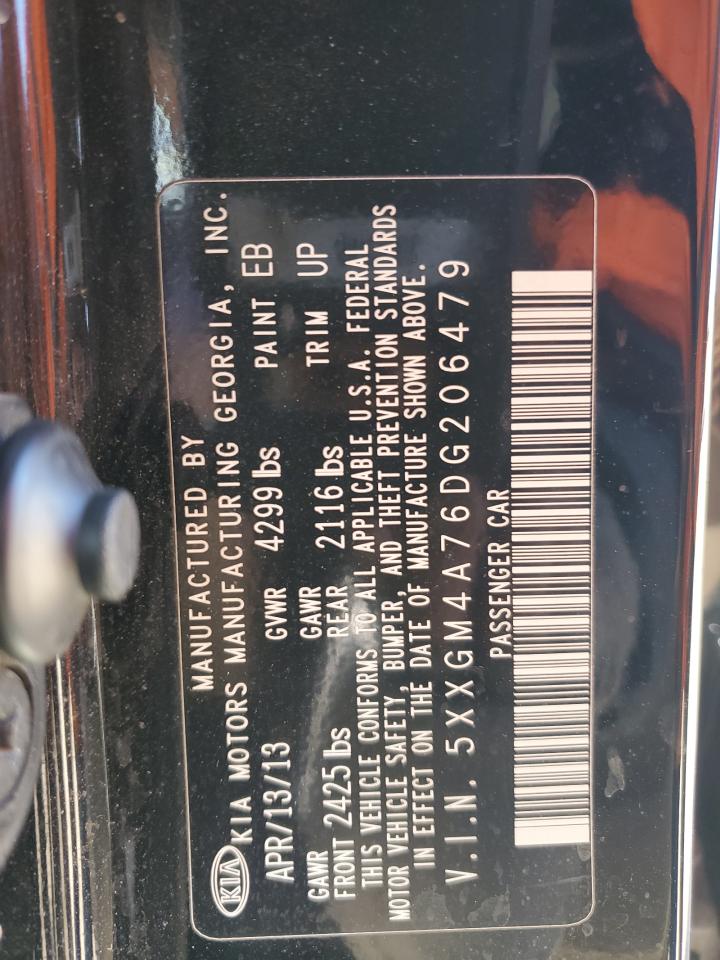 MANUFACTURED BY
KIA KIA MOTORS MANUFACTURING GEORGIA, INC.
APR/13/13 GVWR 4299 lbs PAINT EB
GAWR GAWR
FRONT 2425 lbs REAR 2116 lbs TRIM UP
THIS VEHICLE CONFORMS TO ALL APPLICABLE U.S.A. FEDERAL
MOTOR VEHICLE SAFETY, BUMPER, AND THEFT PREVENTION STANDARDS
IN EFFECT ON THE DATE OF MANUFACTURE SHOWN ABOVE.
V.I.N. 5XXGM4A76DG206479
PASSENGER CAR